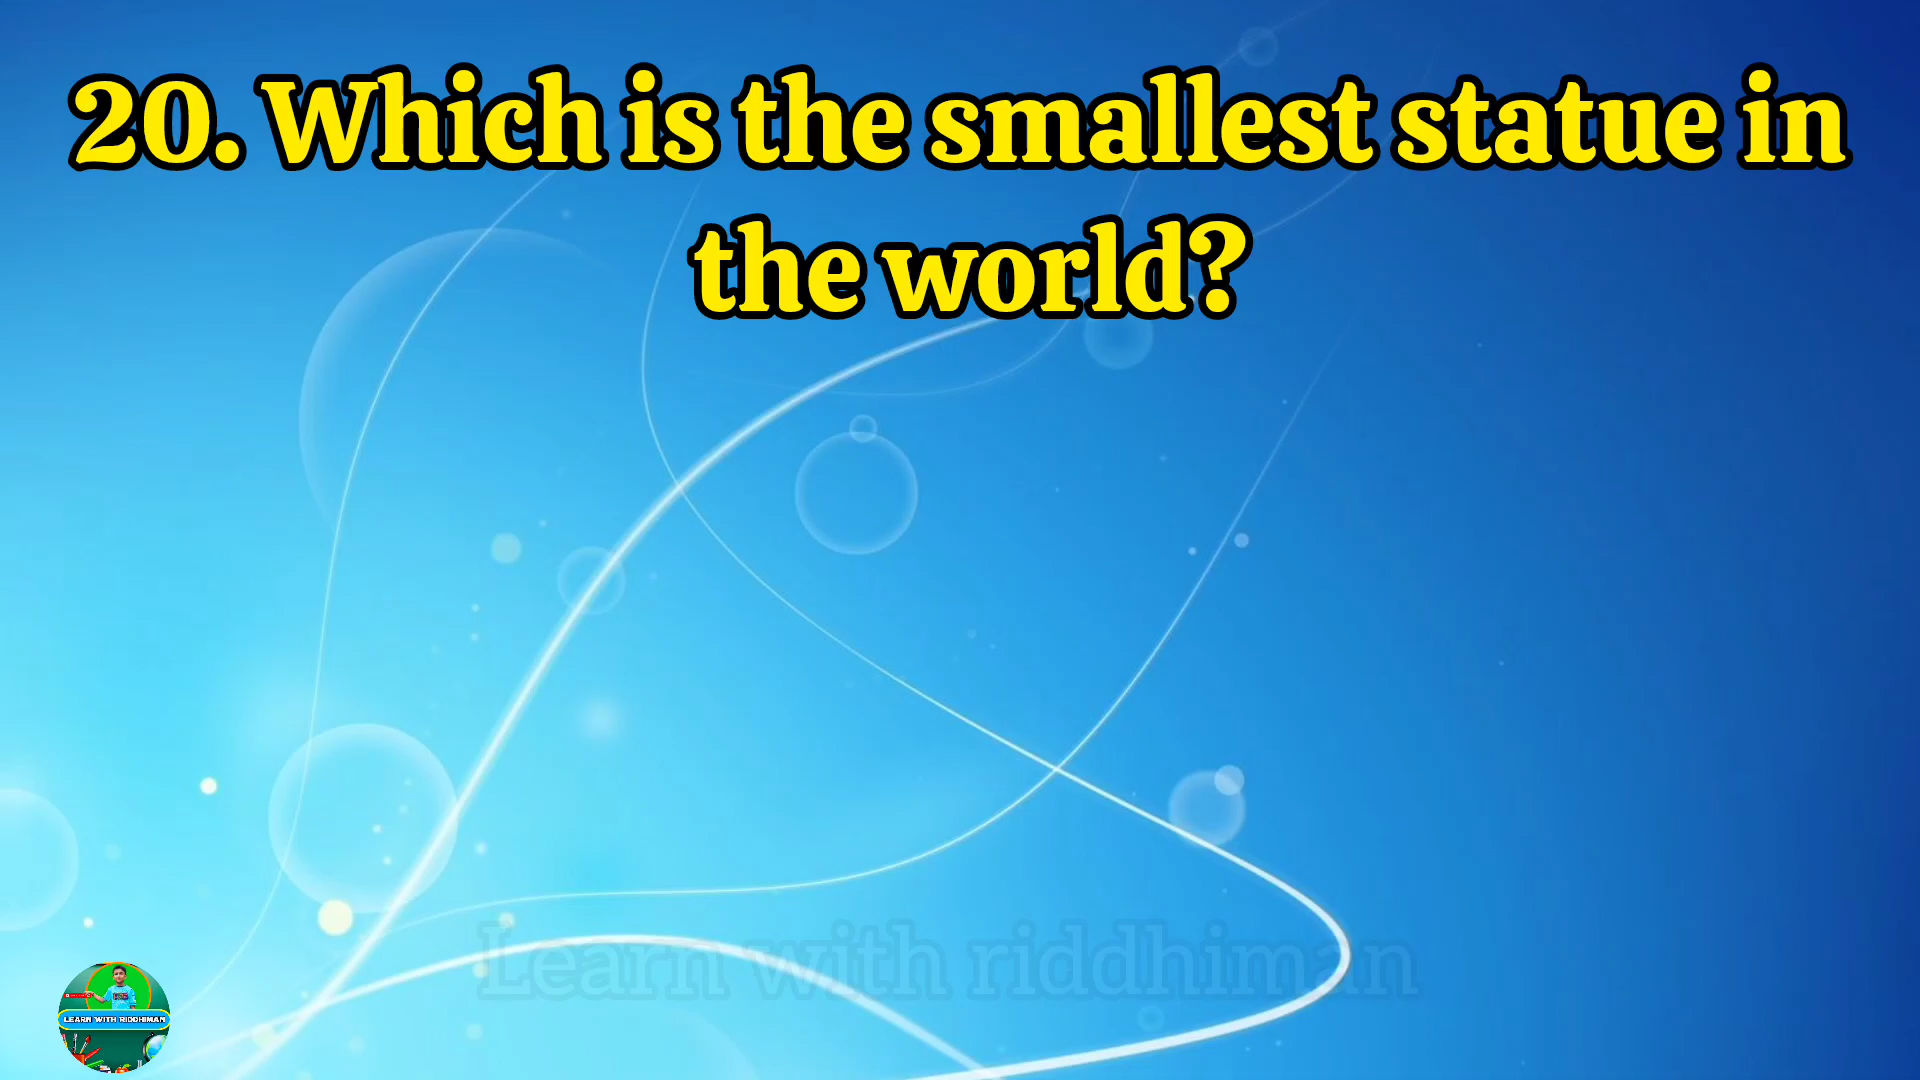 20. Which is the smallest statue in
the world?
Learn with riddhiman
LEARN WITH RIDDHIMAN